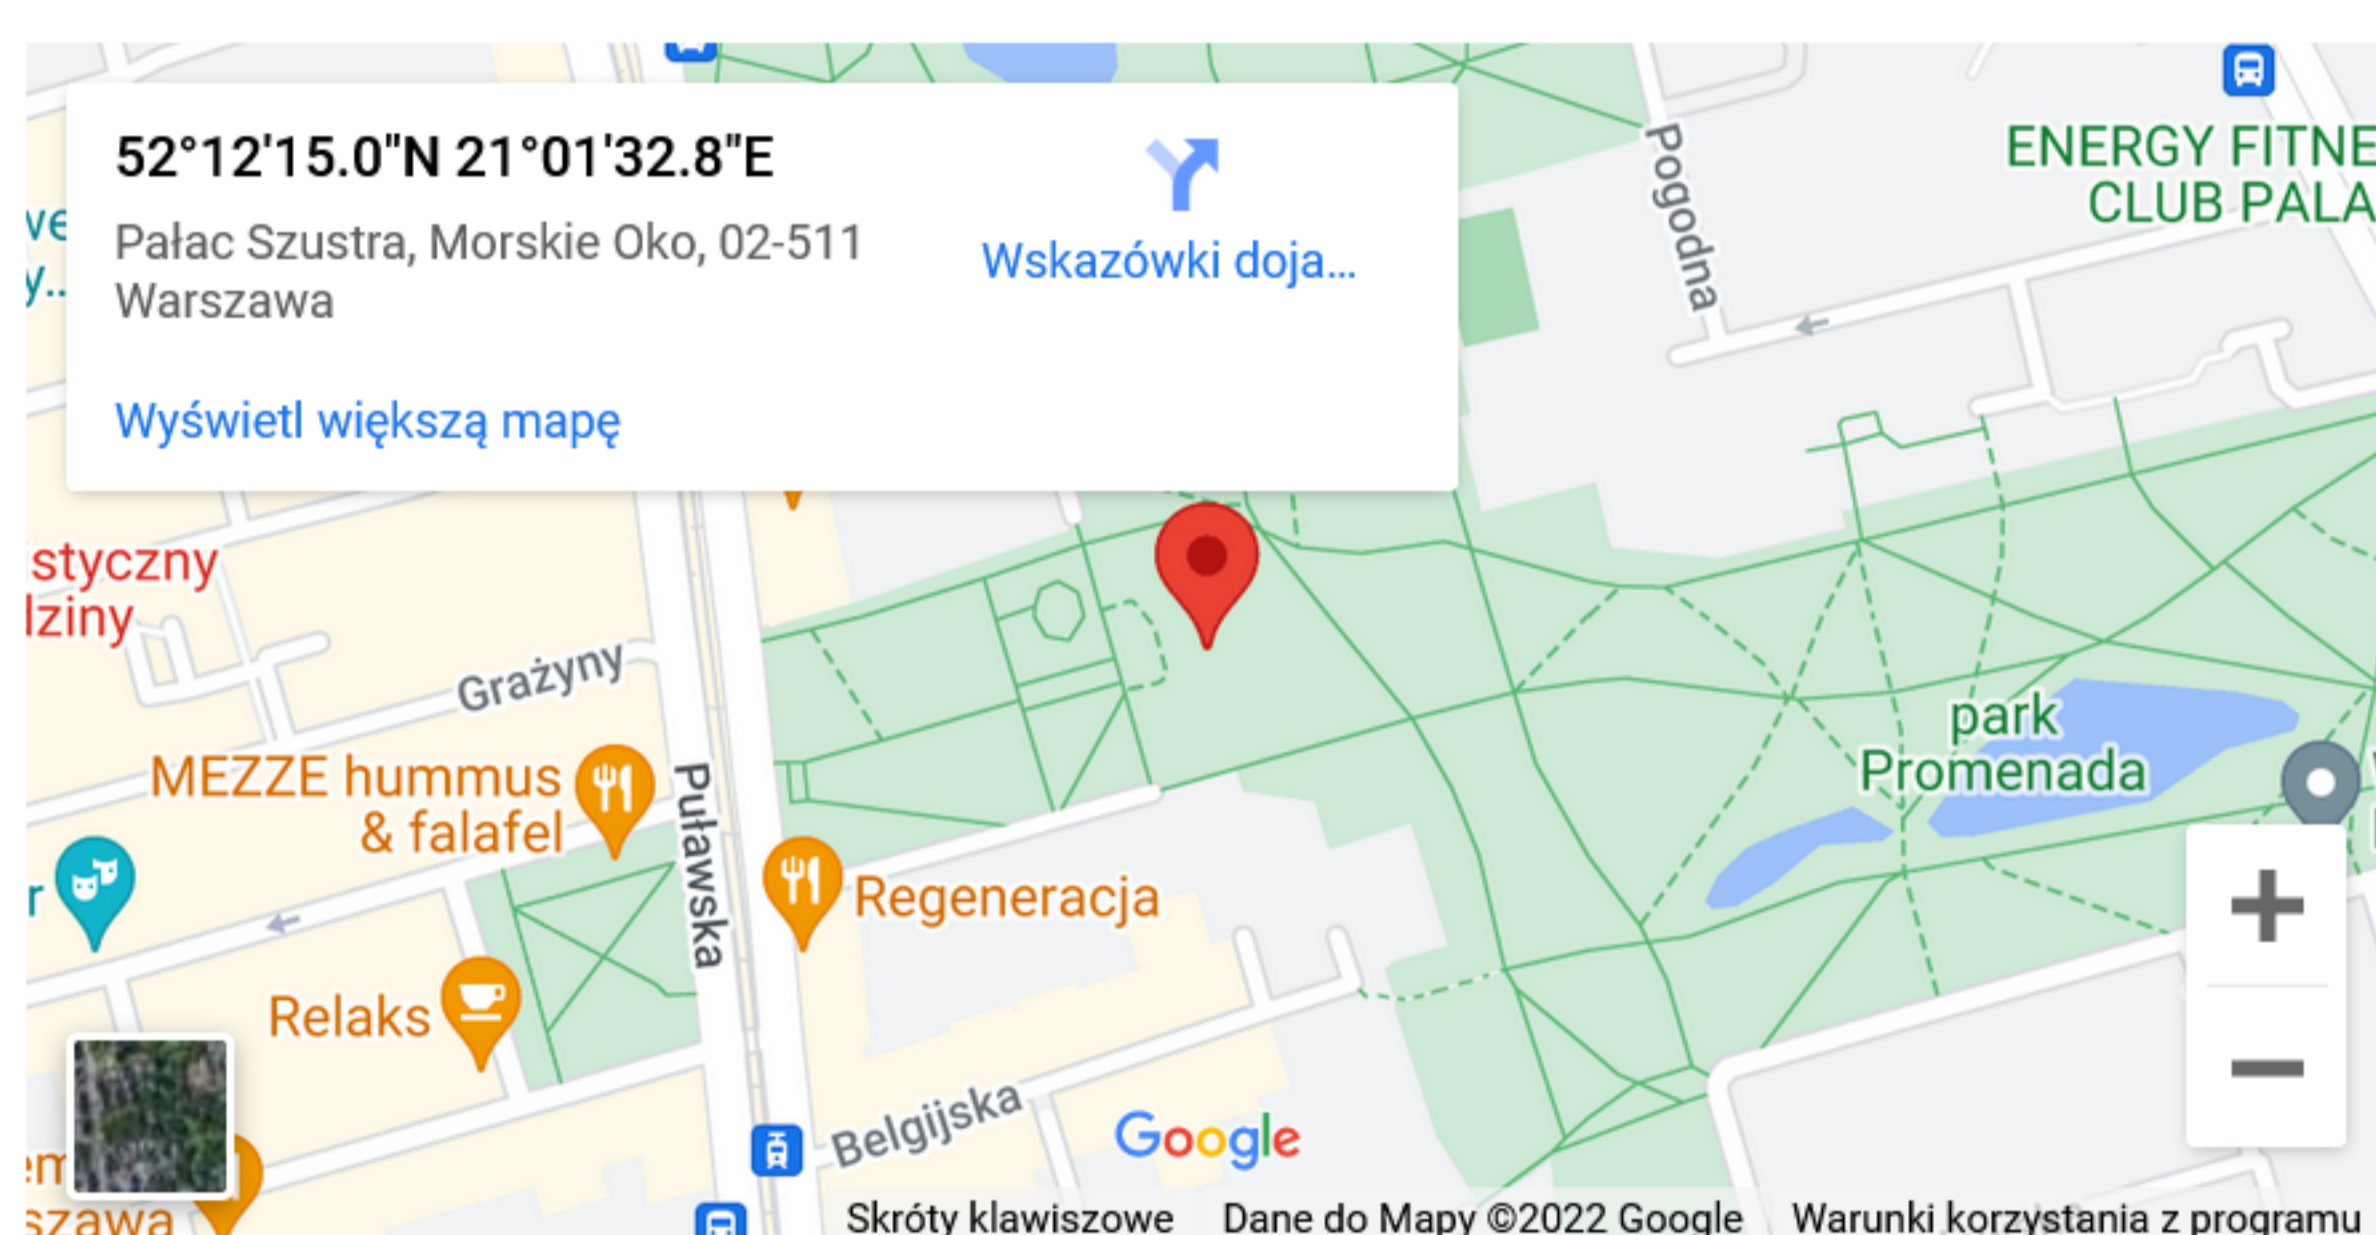 52°12'15.0"N 21°01'32.8"E
Pałac Szustra, Morskie Oko, 02-511
Warszawa
Wskazówki doja...
Wyświetl większą mapę
Pogodna
ENERGY FITNE
CLUB PALA
styczny
dziny
Grażyny
MEZZE hummus
& falafel
Puławska
park
Promenada
Regeneracja
Relaks
Belgijska
Google
szawa
Skróty klawiszowe
Dane do Mapy ©2022 Google
Warunki korzystania z programu